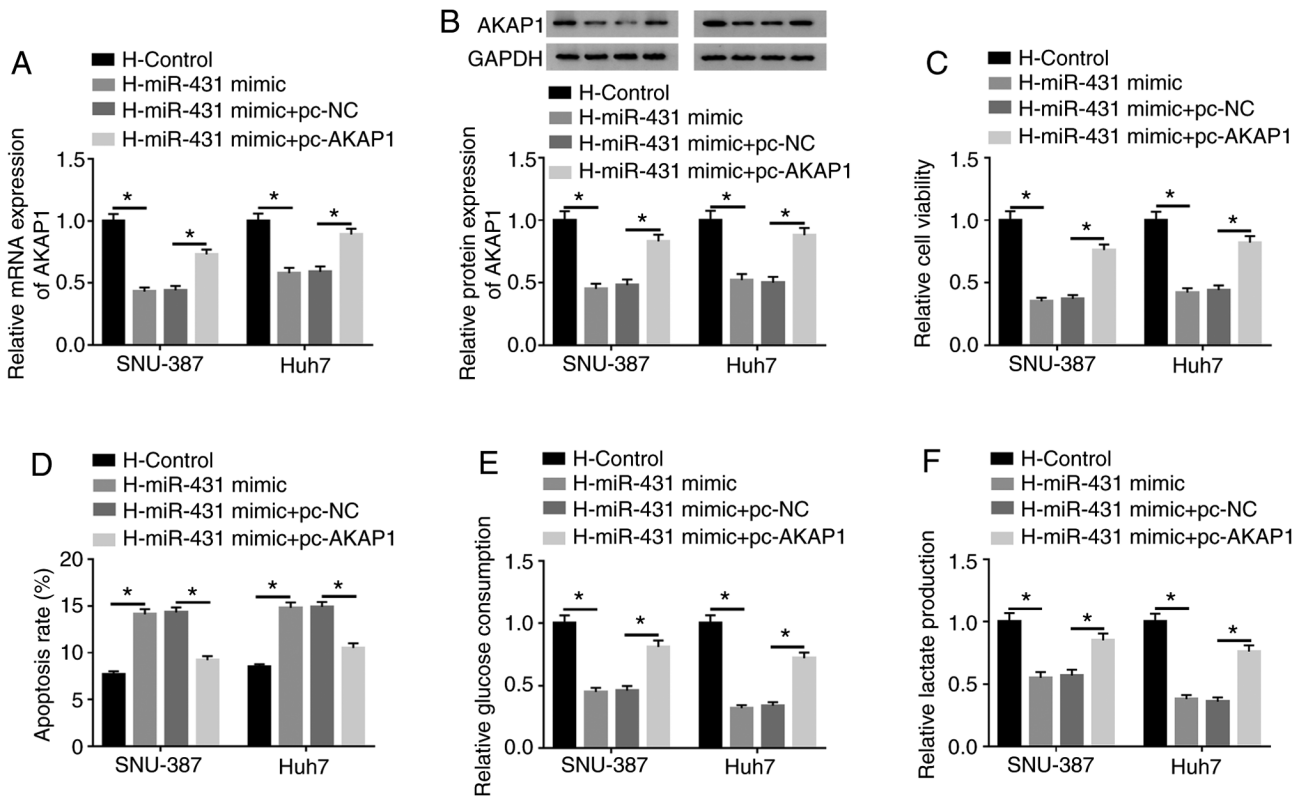 A
H-Control
H-miR-431 mimic
H-miR-431 mimic+pc-NC
H-miR-431 mimic+pc-AKAP1
Relative mRNA expression
of AKAP1
1.5
1.0
0.5
0.0
* * * *
SNU-387 Huh7
B
AKAP1
GAPDH
H-Control
H-miR-431 mimic
H-miR-431 mimic+pc-NC
H-miR-431 mimic+pc-AKAP1
Relative protein expression
of AKAP1
1.5
1.0
0.5
0.0
* * * *
SNU-387 Huh7
C
H-Control
H-miR-431 mimic
H-miR-431 mimic+pc-NC
H-miR-431 mimic+pc-AKAP1
Relative cell viability
1.5
1.0
0.5
0.0
* * * *
SNU-387 Huh7
D
H-Control
H-miR-431 mimic
H-miR-431 mimic+pc-NC
H-miR-431 mimic+pc-AKAP1
Apoptosis rate (%)
20
15
10
5
0
* * * *
SNU-387 Huh7
E
H-Control
H-miR-431 mimic
H-miR-431 mimic+pc-NC
H-miR-431 mimic+pc-AKAP1
Relative glucose consumption
1.5
1.0
0.5
0.0
* * * *
SNU-387 Huh7
F
H-Control
H-miR-431 mimic
H-miR-431 mimic+pc-NC
H-miR-431 mimic+pc-AKAP1
Relative lactate production
1.5
1.0
0.5
0.0
* * * *
SNU-387 Huh7